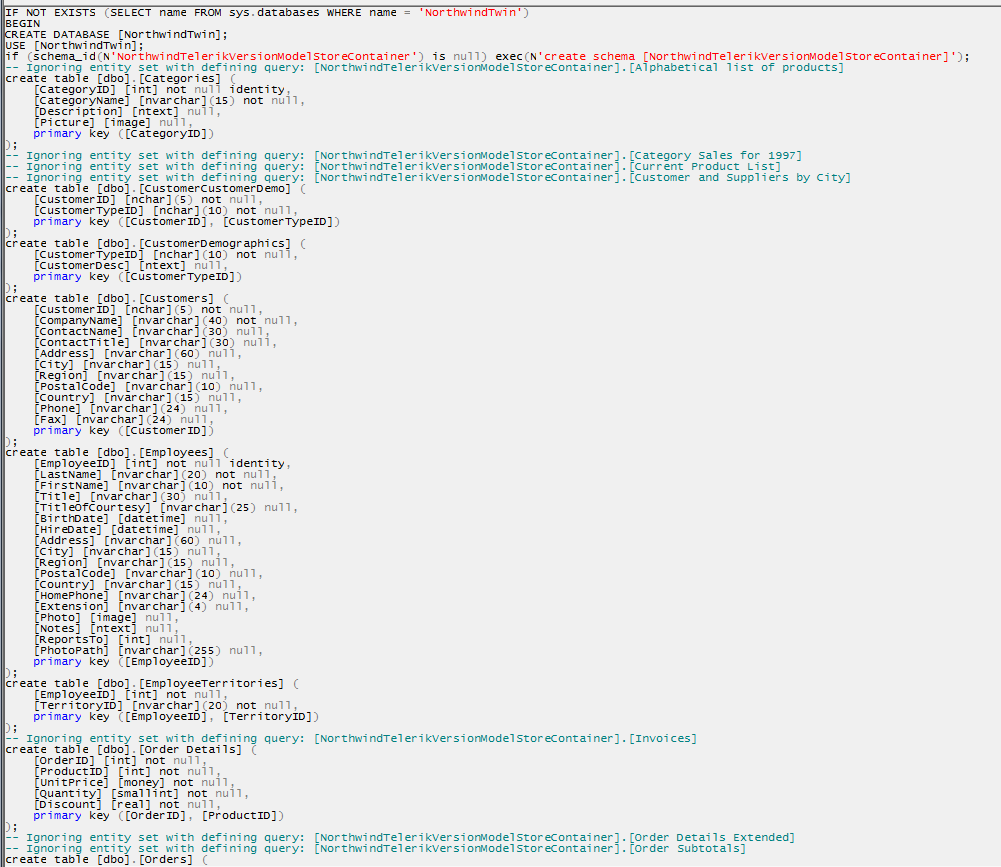 IF NOT EXISTS (SELECT name FROM sys.databases WHERE name = 'NorthwindTwin')
BEGIN
CREATE DATABASE [NorthwindTwin];
USE [NorthwindTwin];
if (schema_id(N'NorthwindTelerikVersionModelStoreContainer') is null) exec(N'create schema [NorthwindTelerikVersionModelStoreContainer]');
-- Ignoring entity set with defining query: [NorthwindTelerikVersionModelStoreContainer].[Alphabetical list of products]
create table [dbo].[Categories] (
    [CategoryID] [int] not null identity,
    [CategoryName] [nvarchar](15) not null,
    [Description] [ntext] null,
    [Picture] [image] null,
    primary key ([CategoryID])
);
-- Ignoring entity set with defining query: [NorthwindTelerikVersionModelStoreContainer].[Category Sales for 1997]
-- Ignoring entity set with defining query: [NorthwindTelerikVersionModelStoreContainer].[Current Product List]
-- Ignoring entity set with defining query: [NorthwindTelerikVersionModelStoreContainer].[Customer and Suppliers by City]
create table [dbo].[CustomerCustomerDemo] (
    [CustomerID] [nchar](5) not null,
    [CustomerTypeID] [nchar](10) not null,
    primary key ([CustomerID], [CustomerTypeID])
);
create table [dbo].[CustomerDemographics] (
    [CustomerTypeID] [nchar](10) not null,
    [CustomerDesc] [ntext] null,
    primary key ([CustomerTypeID])
);
create table [dbo].[Customers] (
    [CustomerID] [nchar](5) not null,
    [CompanyName] [nvarchar](40) not null,
    [ContactName] [nvarchar](30) null,
    [ContactTitle] [nvarchar](30) null,
    [Address] [nvarchar](60) null,
    [City] [nvarchar](15) null,
    [Region] [nvarchar](15) null,
    [PostalCode] [nvarchar](10) null,
    [Country] [nvarchar](15) null,
    [Phone] [nvarchar](24) null,
    [Fax] [nvarchar](24) null,
    primary key ([CustomerID])
);
create table [dbo].[Employees] (
    [EmployeeID] [int] not null identity,
    [LastName] [nvarchar](20) not null,
    [FirstName] [nvarchar](10) not null,
    [Title] [nvarchar](30) null,
    [TitleOfCourtesy] [nvarchar](25) null,
    [BirthDate] [datetime] null,
    [HireDate] [datetime] null,
    [Address] [nvarchar](60) null,
    [City] [nvarchar](15) null,
    [Region] [nvarchar](15) null,
    [PostalCode] [nvarchar](10) null,
    [Country] [nvarchar](15) null,
    [HomePhone] [nvarchar](24) null,
    [Extension] [nvarchar](4) null,
    [Photo] [image] null,
    [Notes] [ntext] null,
    [ReportsTo] [int] null,
    [PhotoPath] [nvarchar](255) null,
    primary key ([EmployeeID])
);
create table [dbo].[EmployeeTerritories] (
    [EmployeeID] [int] not null,
    [TerritoryID] [nvarchar](20) not null,
    primary key ([EmployeeID], [TerritoryID])
);
-- Ignoring entity set with defining query: [NorthwindTelerikVersionModelStoreContainer].[Invoices]
create table [dbo].[Order Details] (
    [OrderID] [int] not null,
    [ProductID] [int] not null,
    [UnitPrice] [money] not null,
    [Quantity] [smallint] not null,
    [Discount] [real] not null,
    primary key ([OrderID], [ProductID])
);
-- Ignoring entity set with defining query: [NorthwindTelerikVersionModelStoreContainer].[Order Details Extended]
-- Ignoring entity set with defining query: [NorthwindTelerikVersionModelStoreContainer].[Order Subtotals]
create table [dbo].[Orders] (